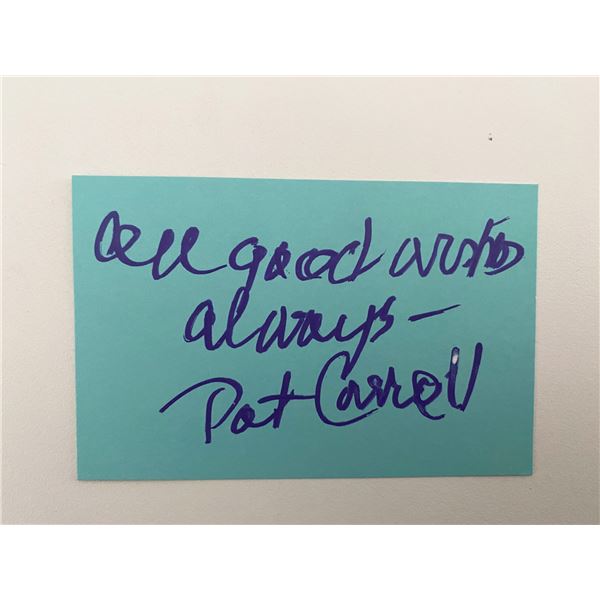 all good wishes
always –
Pat Carroll